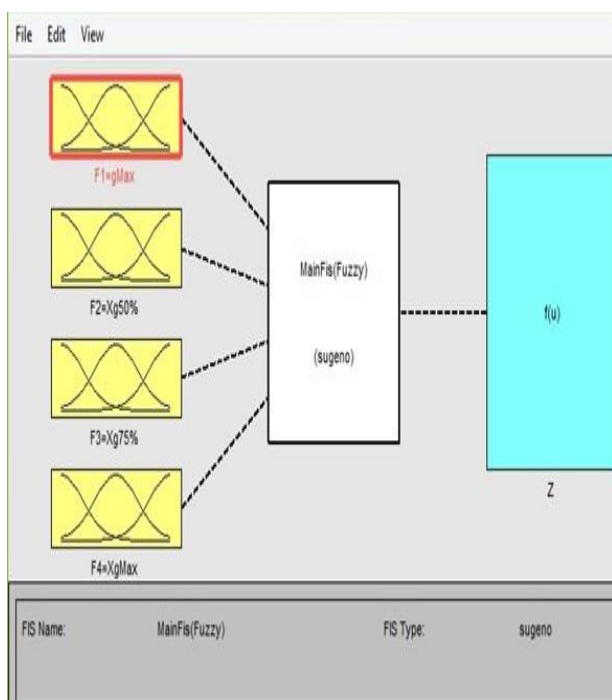 File Edit View
F1=gMax
F2=Xg50%
F3=Xg75%
F4=XgMax
MainFis(Fuzzy)
(sugeno)
f(u)
Z
FIS Name: MainFis(Fuzzy) FIS Type: sugeno